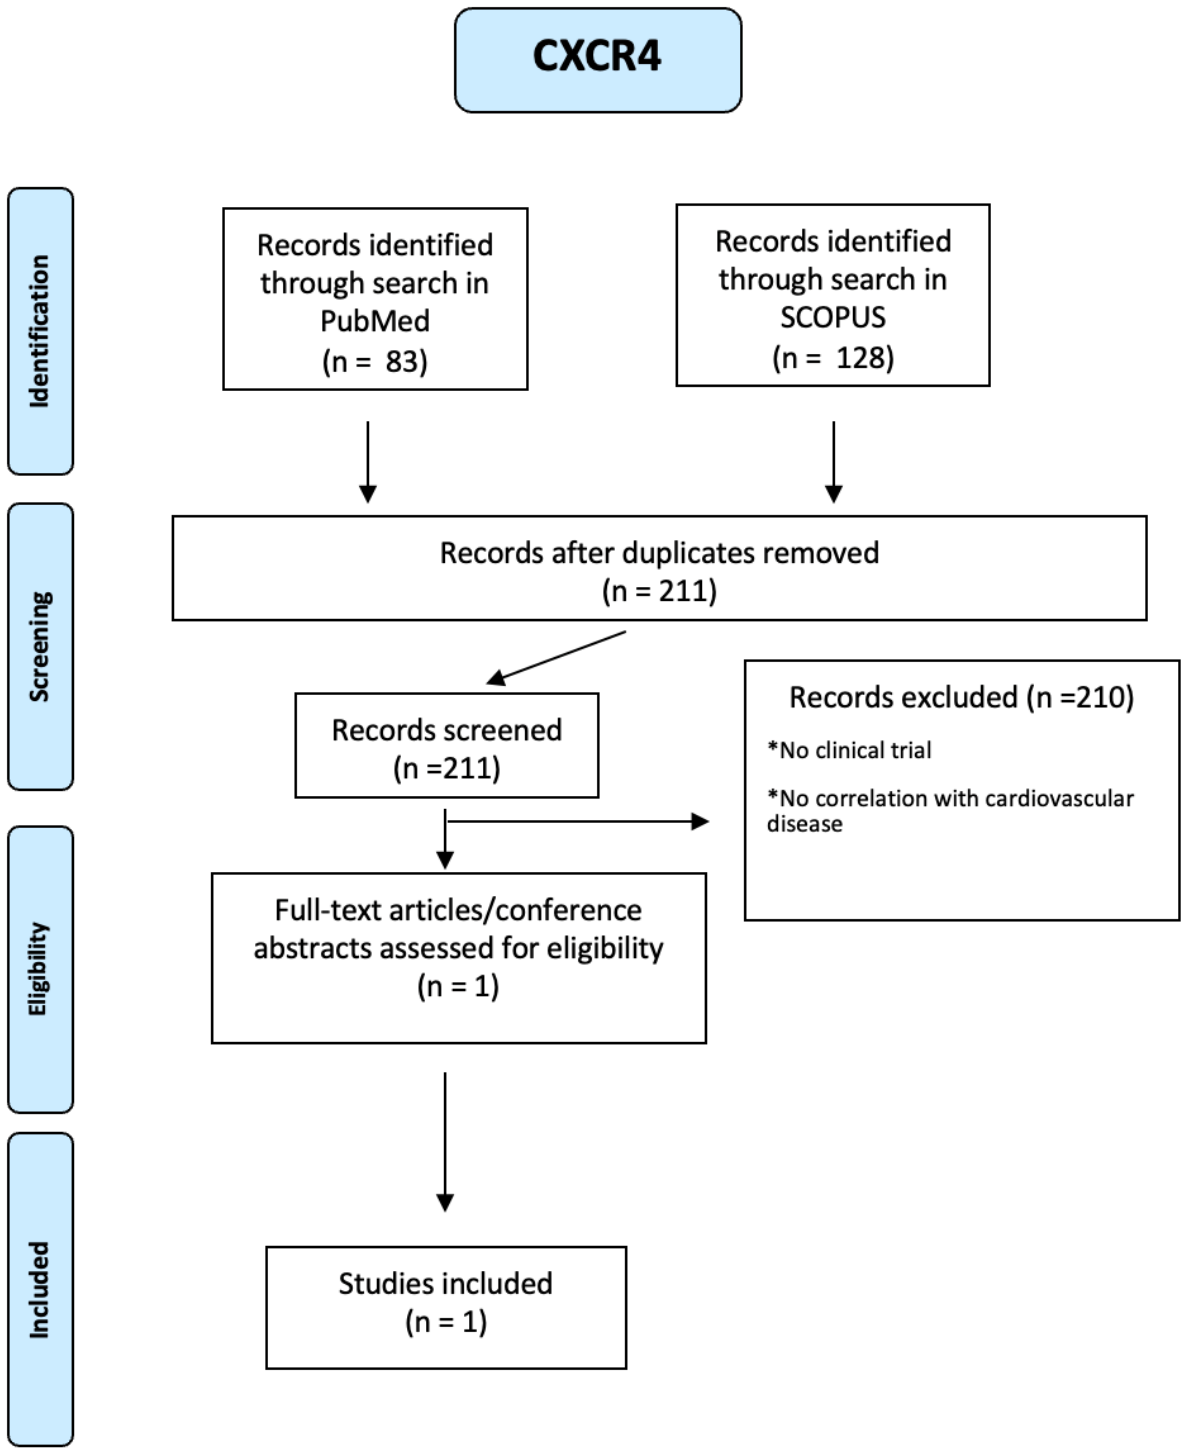 CXCR4
Identification
Records identified
through search in
PubMed
(n =  83)
Records identified
through search in
SCOPUS
(n =  128)
Screening
Records after duplicates removed
(n = 211)
Records screened
(n =211)
Records excluded (n =210)
*No clinical trial
*No correlation with cardiovascular
disease
Eligibility
Full-text articles/conference
abstracts assessed for eligibility
(n = 1)
Included
Studies included
(n = 1)